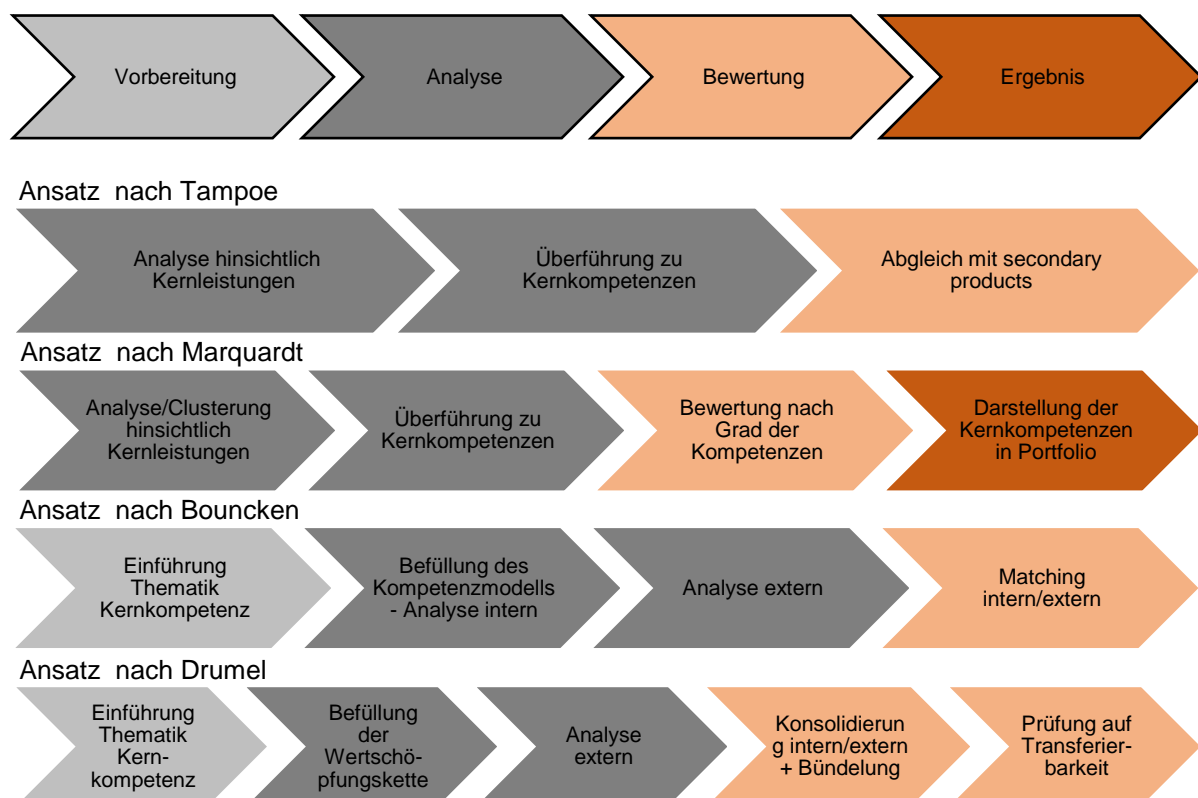 Vorbereitung
Analyse
Bewertung
Ergebnis
Ansatz nach Tampoe
Analyse hinsichtlich
Kernleistungen
Überführung zu
Kernkompetenzen
Abgleich mit secondary
products
Ansatz nach Marquardt
Analyse/Clusterung
hinsichtlich
Kernleistungen
Überführung zu
Kernkompetenzen
Bewertung nach
Grad der
Kompetenzen
Darstellung der
Kernkompetenzen
in Portfolio
Ansatz nach Bouncken
Einführung
Thematik
Kernkompetenz
Befüllung des
Kompetenzmodells
- Analyse intern
Analyse extern
Matching
intern/extern
Ansatz nach Drumel
Einführung
Thematik
Kern-
kompetenz
Befüllung
der
Wertschö-
pfungskette
Analyse
extern
Konsolidierun
g intern/extern
+ Bündelung
Prüfung auf
Transferier-
barkeit